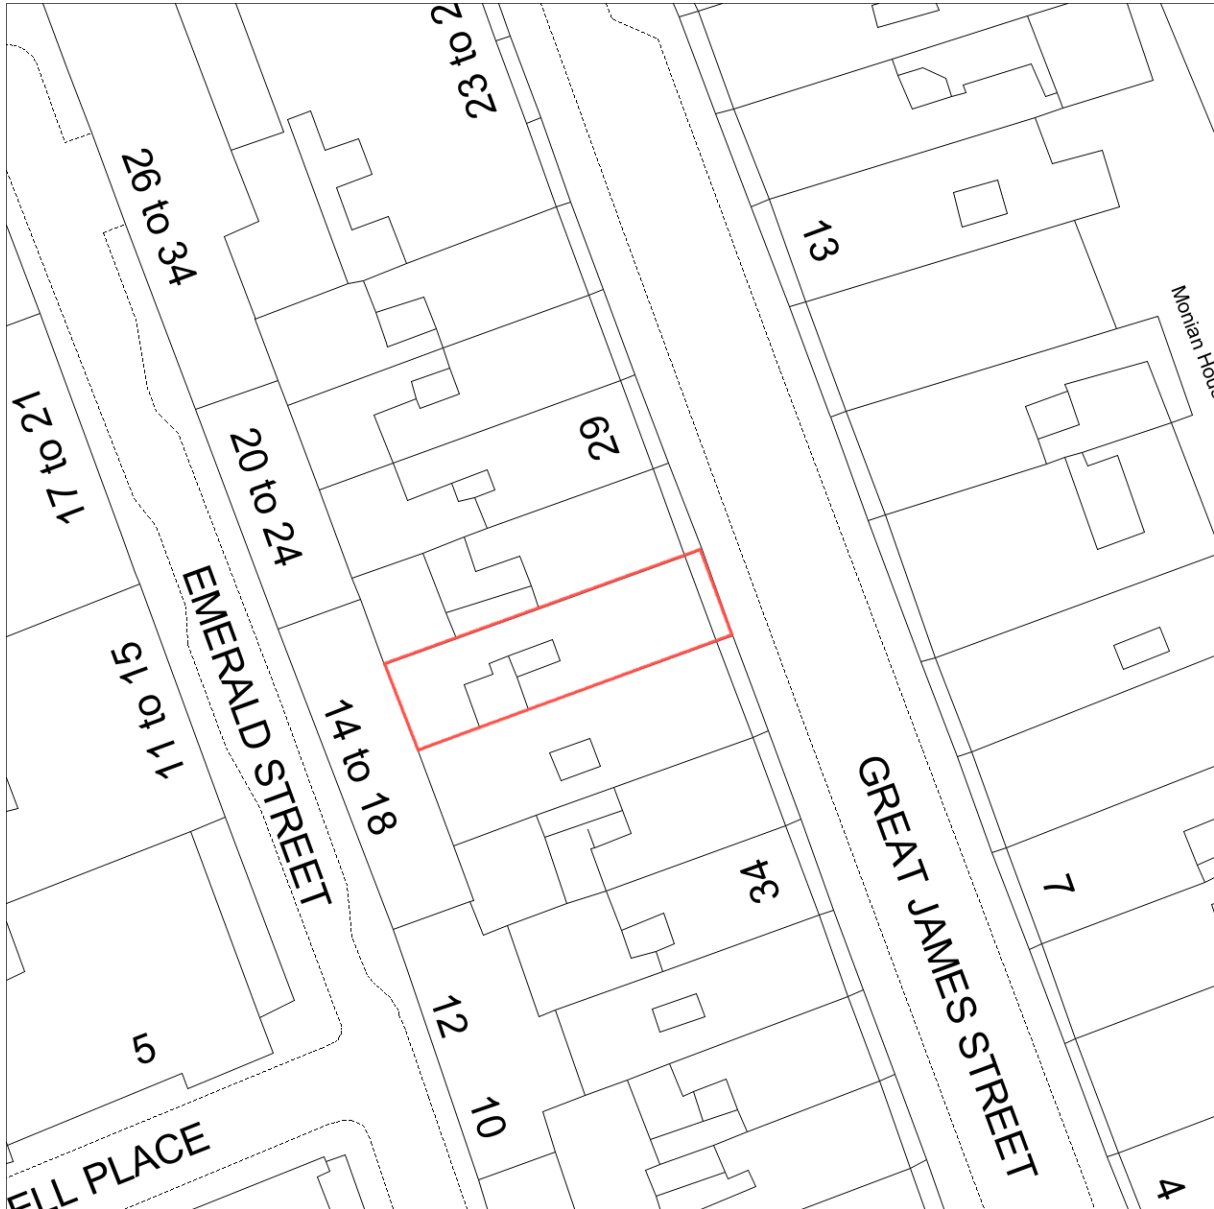 23 to 2
26 to 34
13
Monian Hou
17 to 21
29
20 to 24
EMERALD STREET
11 to 15
14 to 18
GREAT JAMES STREET
34
7
12
5
10
ELL PLACE
4